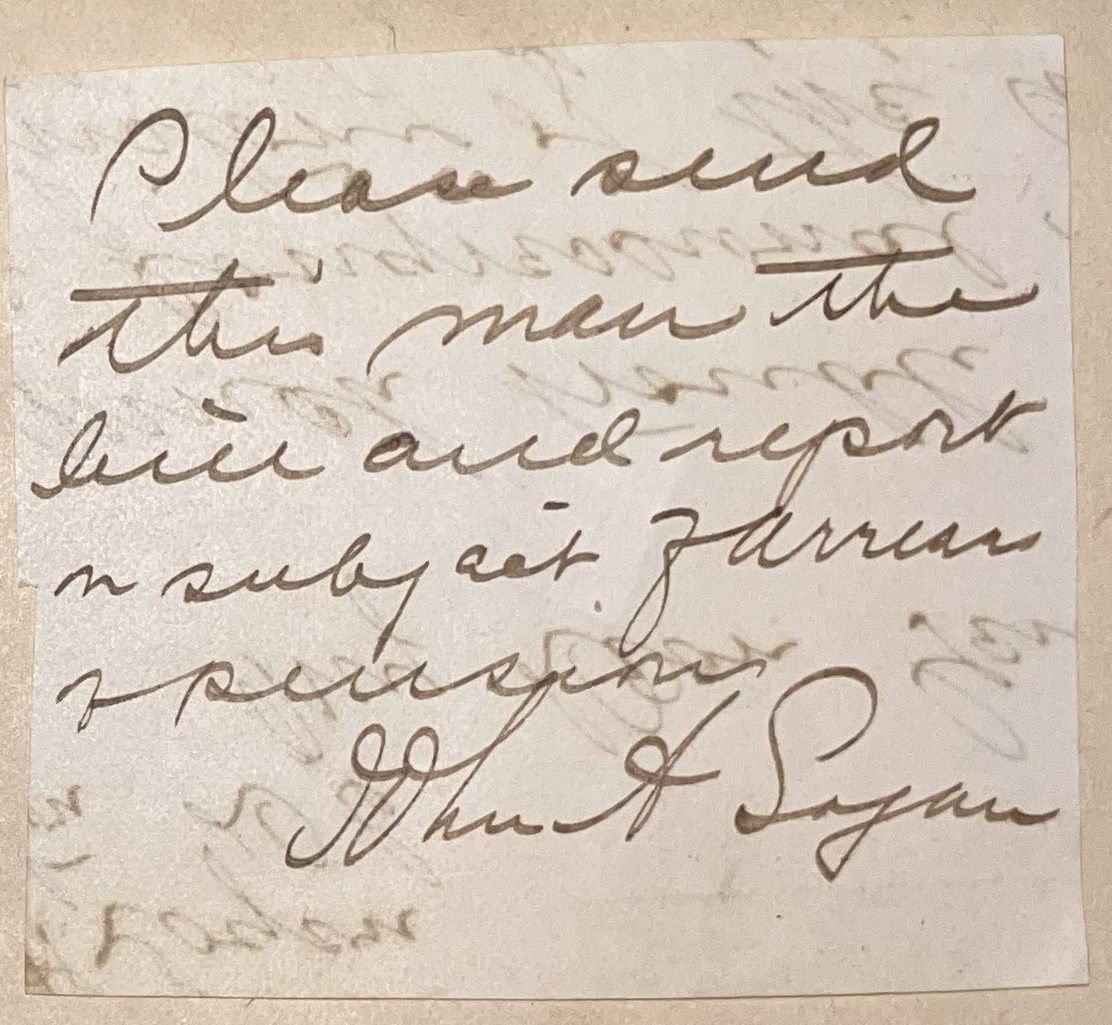 Please send
this man the
bill and report
on subject of arrears
of pension
John A Logan